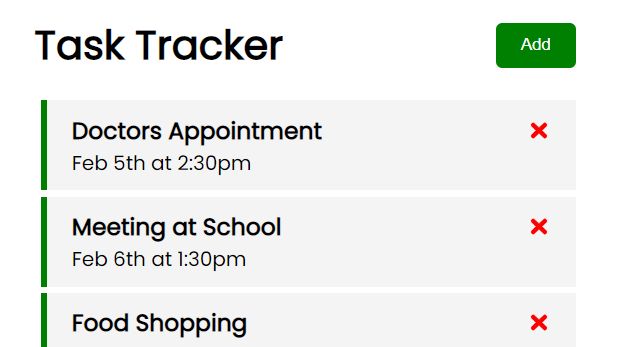 Task Tracker
Add
Doctors Appointment
Feb 5th at 2:30pm
Meeting at School
Feb 6th at 1:30pm
Food Shopping